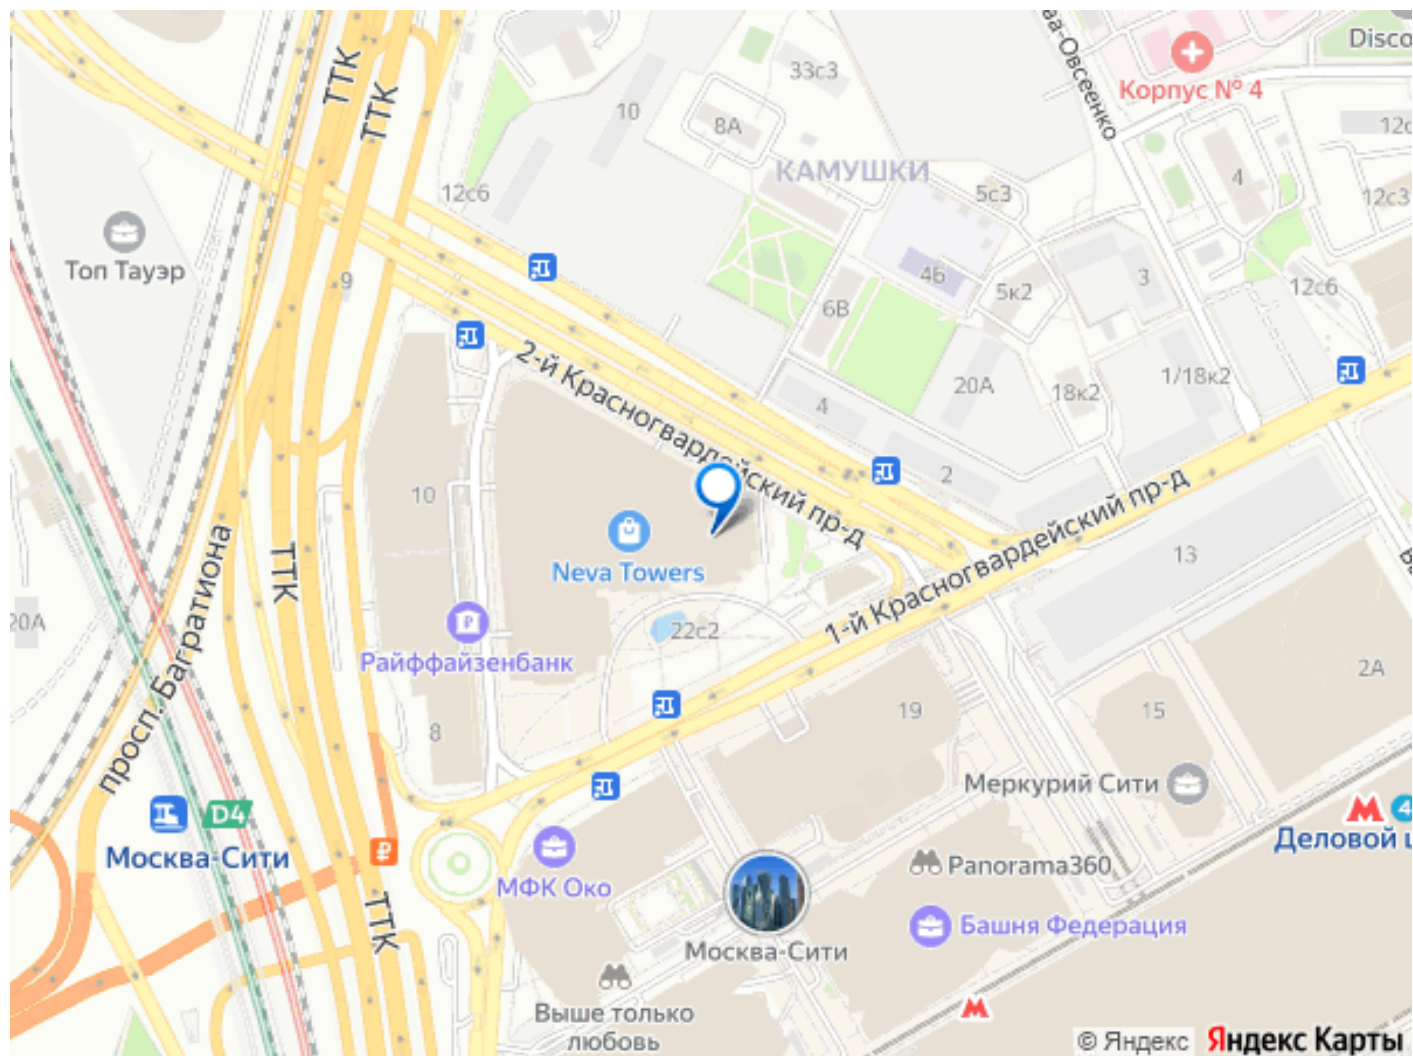 ТТК
ТТК
33с3
10
8А
КАМУШКИ
12с6
5с3
Корпус № 4
Disco
12с
4
12с3
Топ Тауэр
9
4Б
5к2
3
12с6
6В
2-й Красногвардейский пр-д
20А
18к2
1/18к2
4
2
10
Neva Towers
1-й Красногвардейский пр-д
13
ТТК
просп. Багратиона
20А
22с2
Райффайзенбанк
8
19
15
2А
Меркурий Сити
D4
Москва-Сити
МФК Око
Panorama360
4
Деловой ц
ТТК
Башня Федерация
Москва-Сити
Выше только
любовь
© Яндекс Яндекс Карты